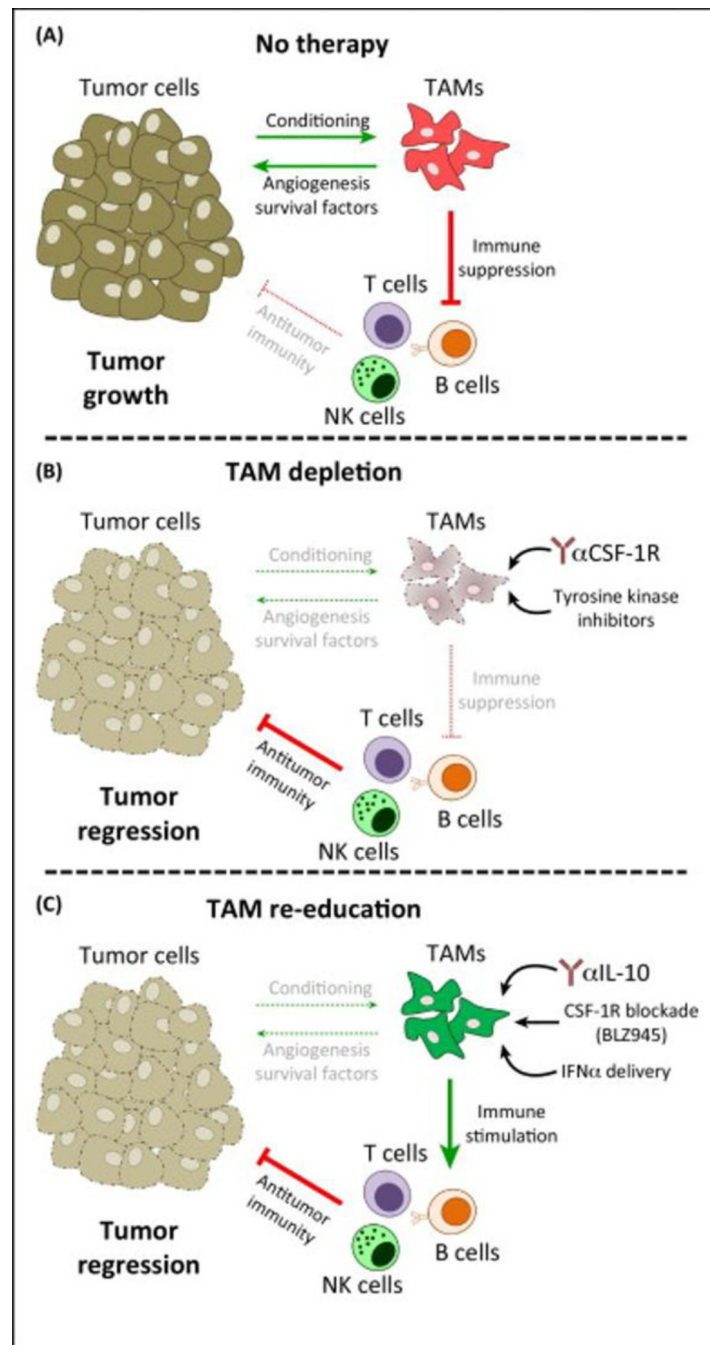 (A)
No therapy
Tumor cells
TAMs
Conditioning
Angiogenesis
survival factors
Immune
suppression
T cells
Antitumor
immunity
B cells
NK cells
Tumor
growth
(B)
TAM depletion
Tumor cells
TAMs
Conditioning
αCSF-1R
Angiogenesis
survival factors
Tyrosine kinase
inhibitors
Immune
suppression
T cells
Antitumor
immunity
B cells
NK cells
Tumor
regression
(C)
TAM re-education
Tumor cells
TAMs
αIL-10
Conditioning
CSF-1R blockade
(BLZ945)
Angiogenesis
survival factors
IFNα delivery
Immune
stimulation
T cells
Antitumor
immunity
B cells
NK cells
Tumor
regression